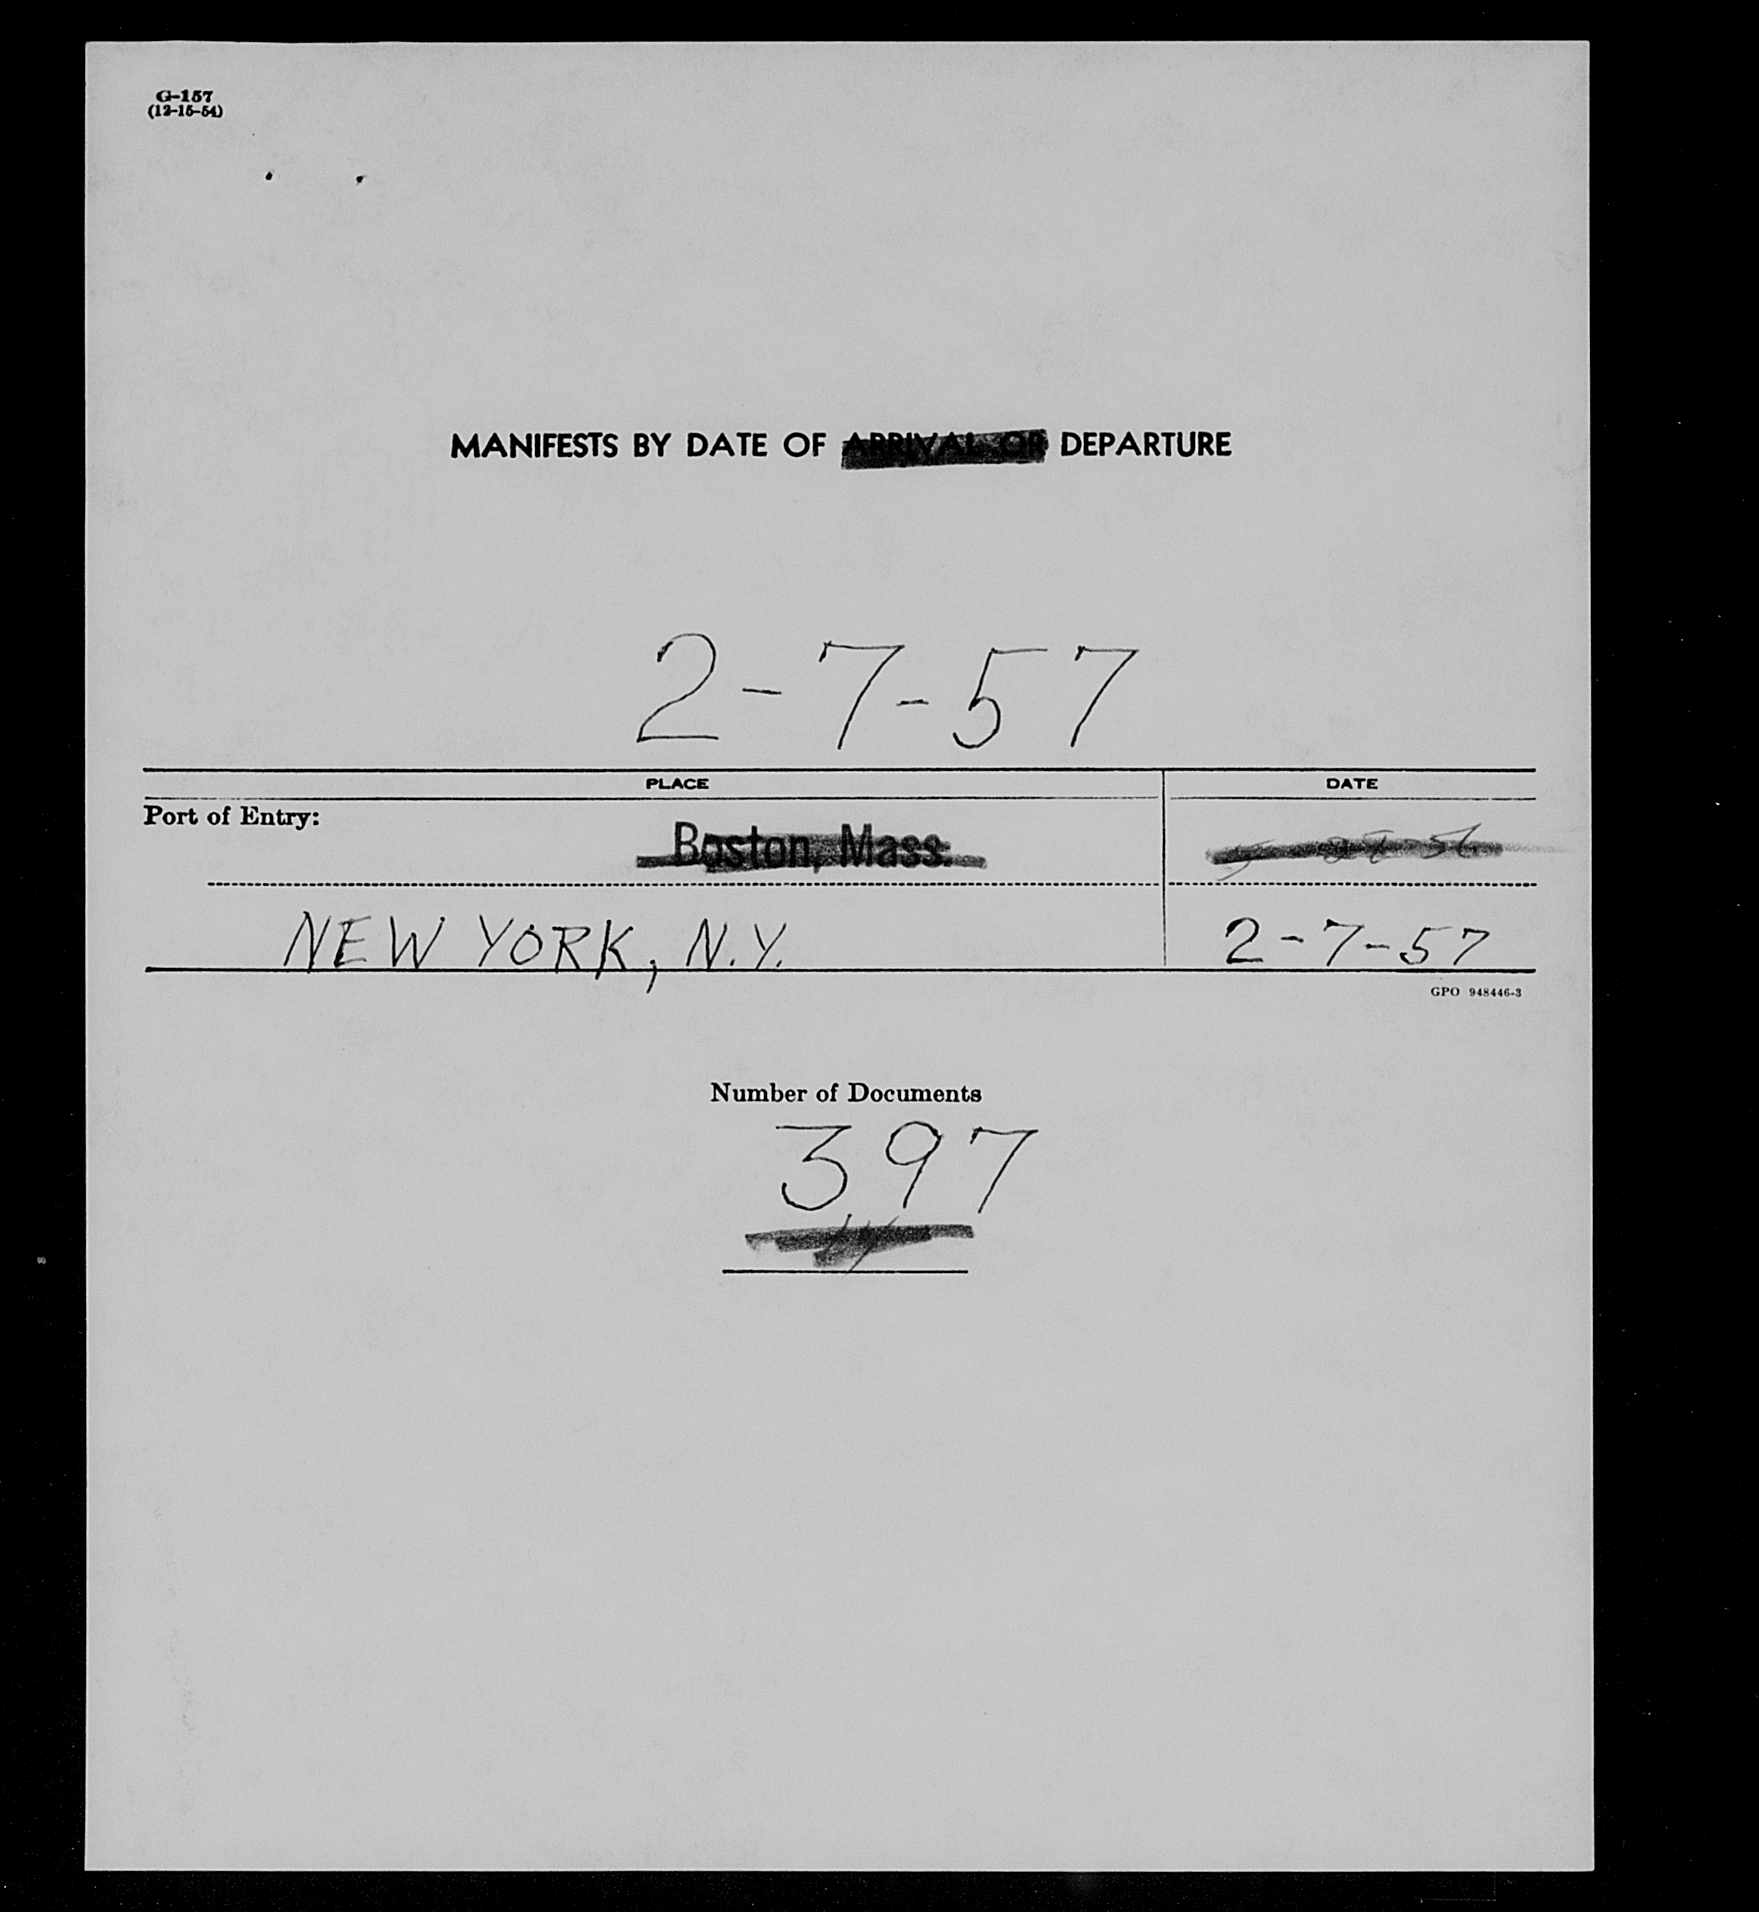 G-157
(12-15-54)
MANIFESTS BY DATE OF ARRIVAL OR DEPARTURE
2-7-57
PLACE DATE
Port of Entry:
Boston, Mass.
NEW YORK, N.Y. 2-7-57
GPO 948446-3
Number of Documents
397